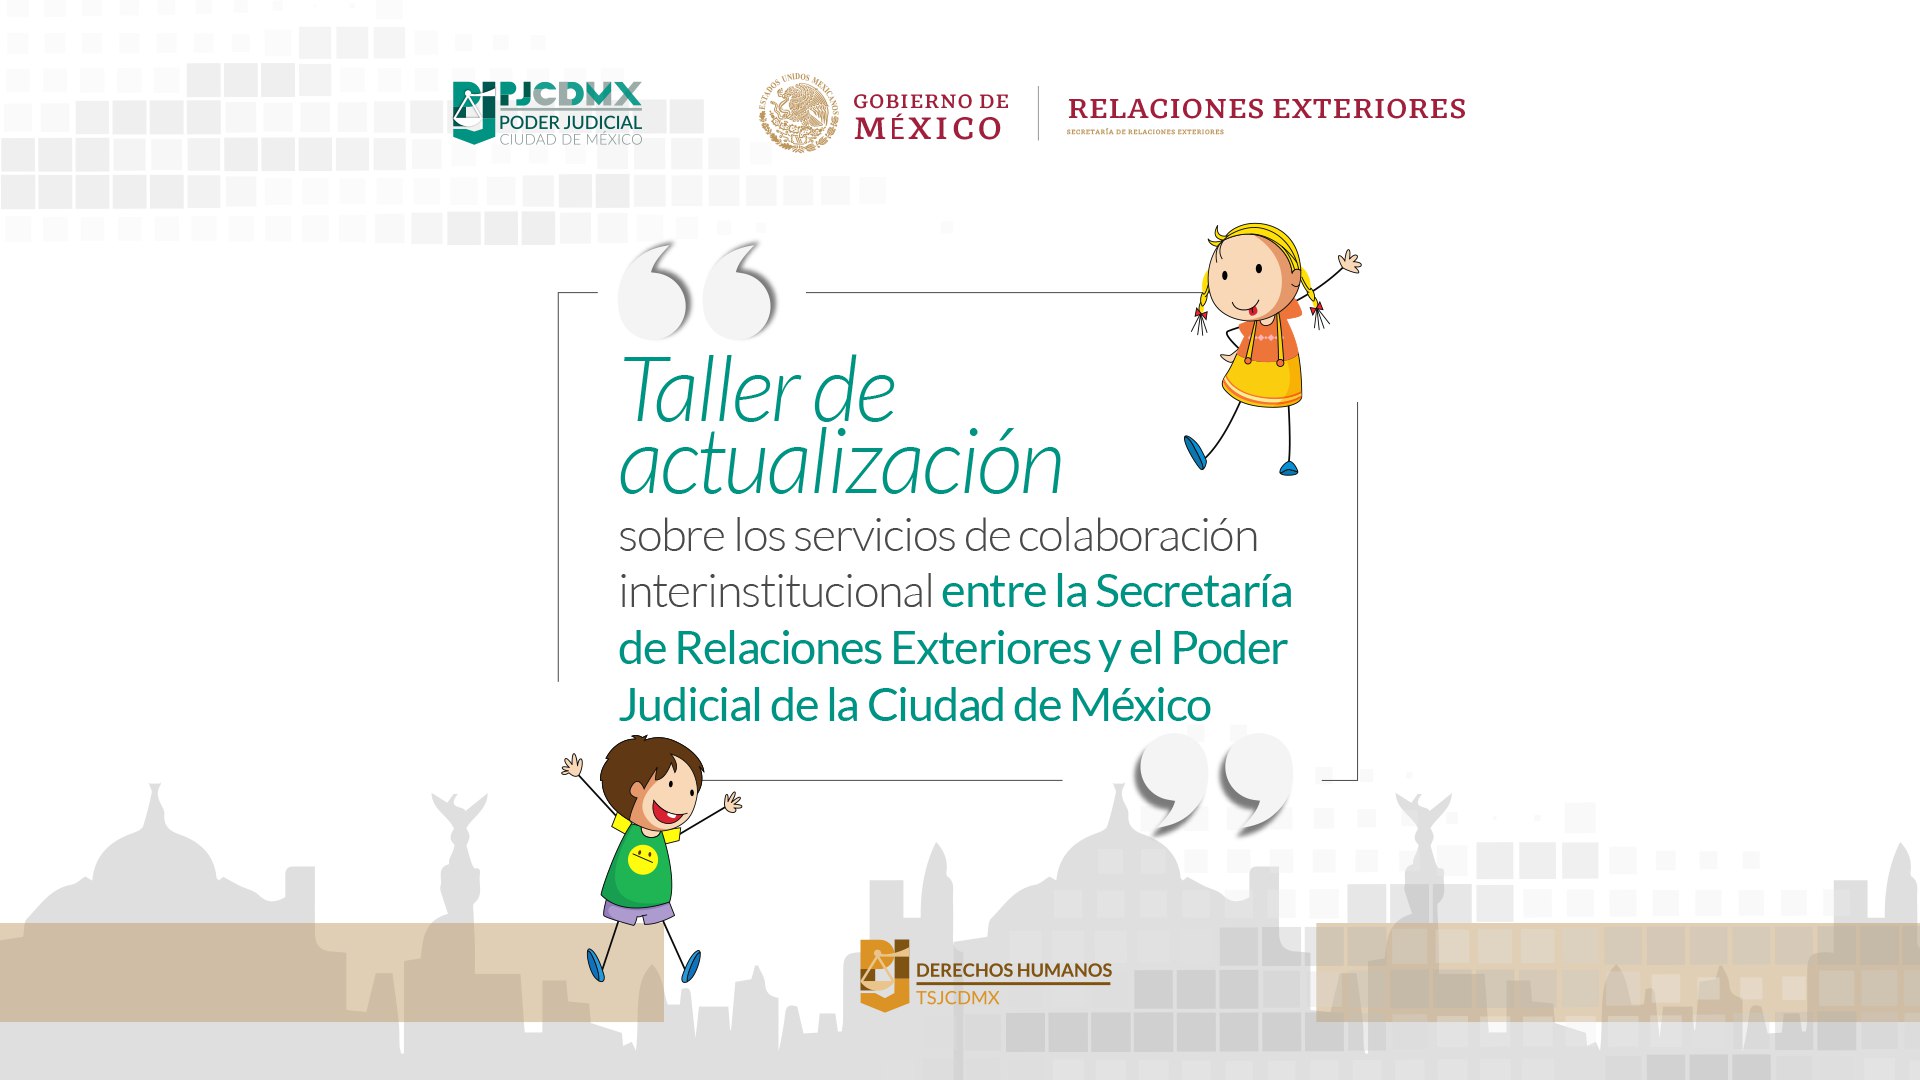 PJCDMX
PODER JUDICIAL
CIUDAD DE MÉXICO
ESTADOS UNIDOS MEXICANOS
GOBIERNO DE
MÉXICO
RELACIONES EXTERIORES
SECRETARÍA DE RELACIONES EXTERIORES
Taller de
actualización
sobre los servicios de colaboración
interinstitucional entre la Secretaría
de Relaciones Exteriores y el Poder
Judicial de la Ciudad de México
DERECHOS HUMANOS
TSJCDMX